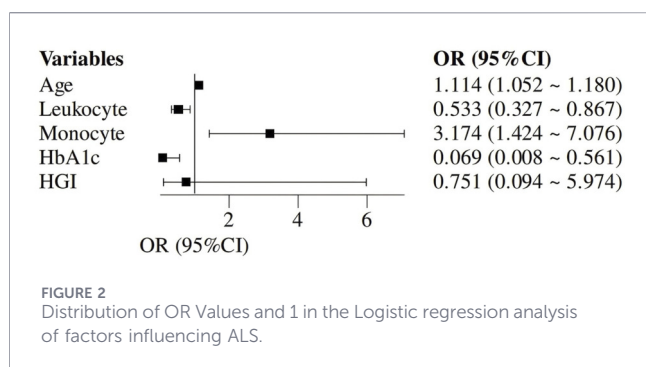 Variables OR (95%CI)
Age 1.114 (1.052 ~ 1.180)
Leukocyte 0.533 (0.327 ~ 0.867)
Monocyte 3.174 (1.424 ~ 7.076)
HbA1c 0.069 (0.008 ~ 0.561)
HGI 0.751 (0.094 ~ 5.974)
2 4 6
OR (95%CI)
FIGURE 2
Distribution of OR Values and 1 in the Logistic regression analysis
of factors influencing ALS.